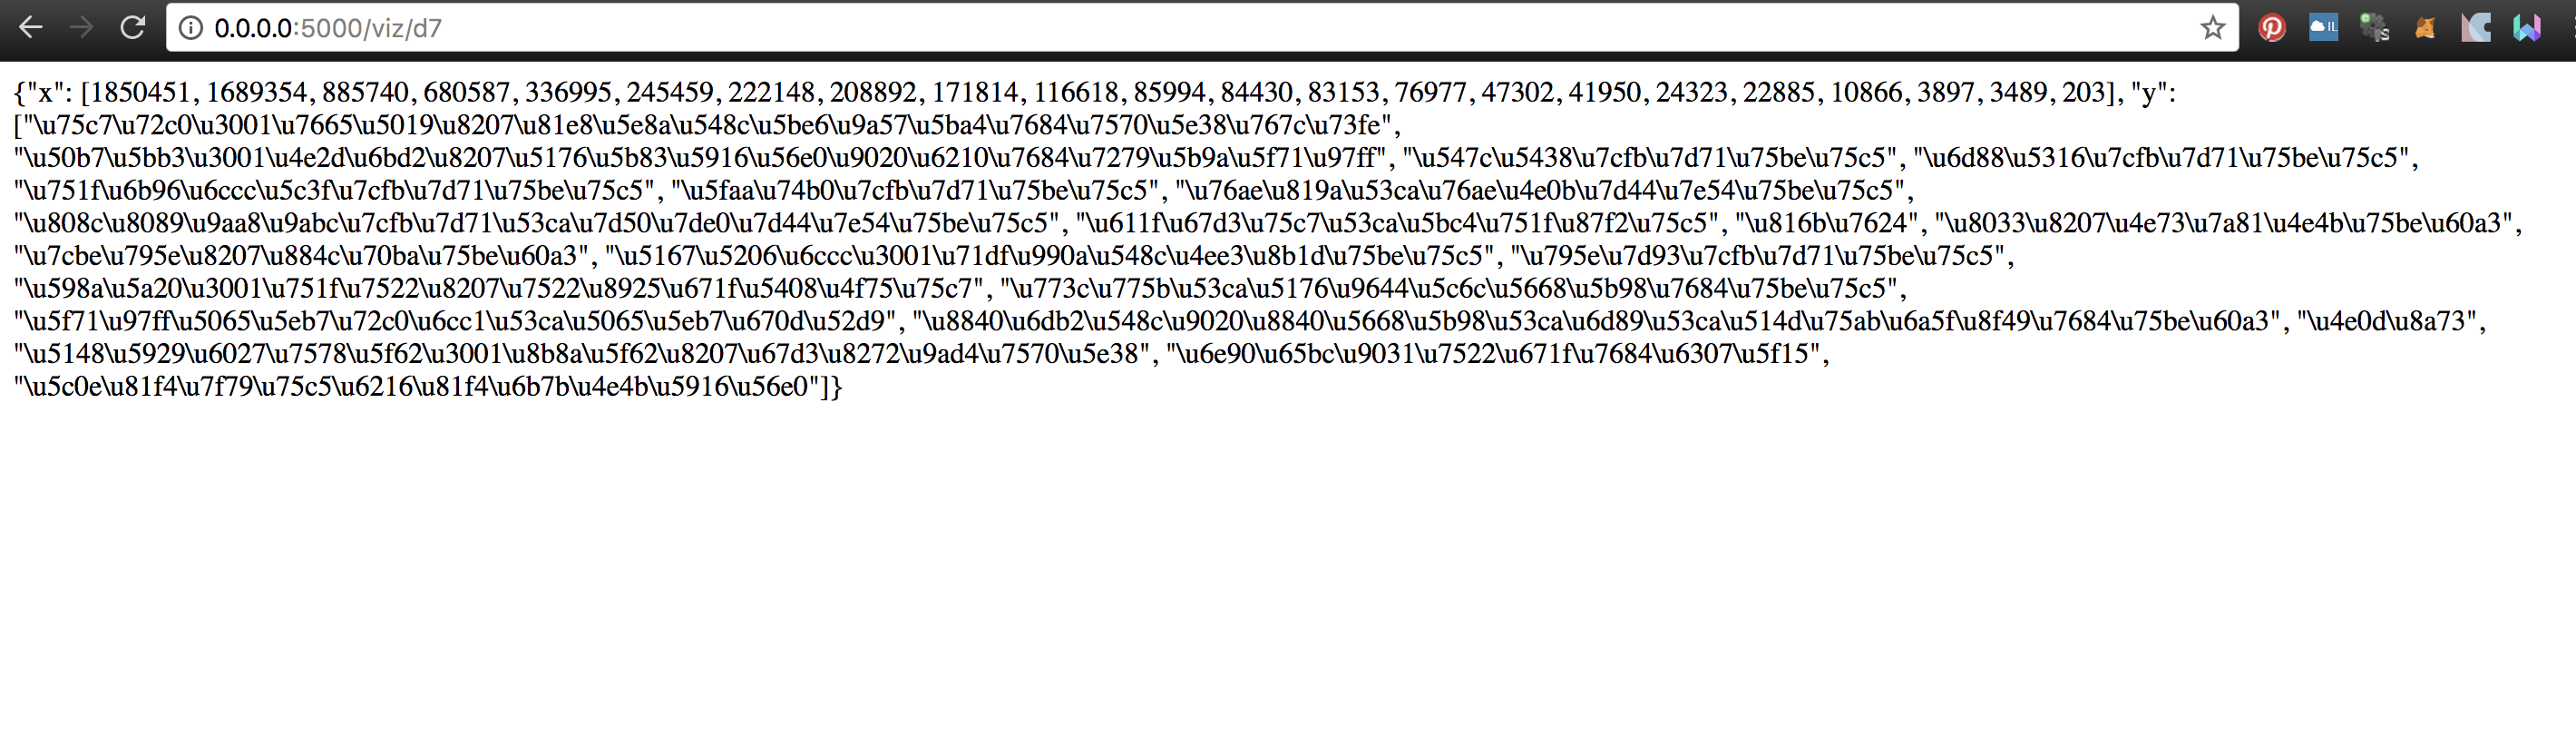 0.0.0.0:5000/viz/d7
IL
{"x": [1850451, 1689354, 885740, 680587, 336995, 245459, 222148, 208892, 171814, 116618, 85994, 84430, 83153, 76977, 47302, 41950, 24323, 22885, 10866, 3897, 3489, 203], "y":
["\u75c7\u72c0\u3001\u7665\u5019\u8207\u81e8\u5e8a\u548c\u5be6\u9a57\u5ba4\u7684\u7570\u5e38\u767c\u73fe",
"\u50b7\u5bb3\u3001\u4e2d\u6bd2\u8207\u5176\u5b83\u5916\u56e0\u9020\u6210\u7684\u7279\u5b9a\u5f71\u97ff", "\u547c\u5438\u7cfb\u7d71\u75be\u75c5", "\u6d88\u5316\u7cfb\u7d71\u75be\u75c5",
"\u751f\u6b96\u6ccc\u5c3f\u7cfb\u7d71\u75be\u75c5", "\u5faa\u74b0\u7cfb\u7d71\u75be\u75c5", "\u76ae\u819a\u53ca\u76ae\u4e0b\u7d44\u7e54\u75be\u75c5",
"\u808c\u8089\u9aa8\u9abc\u7cfb\u7d71\u53ca\u7d50\u7de0\u7d44\u7e54\u75be\u75c5", "\u611f\u67d3\u75c7\u53ca\u5bc4\u751f\u87f2\u75c5", "\u816b\u7624", "\u8033\u8207\u4e73\u7a81\u4e4b\u75be\u60a3",
"\u7cbe\u795e\u8207\u884c\u70ba\u75be\u60a3", "\u5167\u5206\u6ccc\u3001\u71df\u990a\u548c\u4ee3\u8b1d\u75be\u75c5", "\u795e\u7d93\u7cfb\u7d71\u75be\u75c5",
"\u598a\u5a20\u3001\u751f\u7522\u8207\u7522\u8925\u671f\u5408\u4f75\u75c7", "\u773c\u775b\u53ca\u5176\u9644\u5c6c\u5668\u5b98\u7684\u75be\u75c5",
"\u5f71\u97ff\u5065\u5eb7\u72c0\u6cc1\u53ca\u5065\u5eb7\u670d\u52d9", "\u8840\u6db2\u548c\u9020\u8840\u5668\u5b98\u53ca\u6d89\u53ca\u514d\u75ab\u6a5f\u8f49\u7684\u75be\u60a3", "\u4e0d\u8a73",
"\u5148\u5929\u6027\u7578\u5f62\u3001\u8b8a\u5f62\u8207\u67d3\u8272\u9ad4\u7570\u5e38", "\u6e90\u65bc\u9031\u7522\u671f\u7684\u6307\u5f15",
"\u5c0e\u81f4\u7f79\u75c5\u6216\u81f4\u6b7b\u4e4b\u5916\u56e0"]}